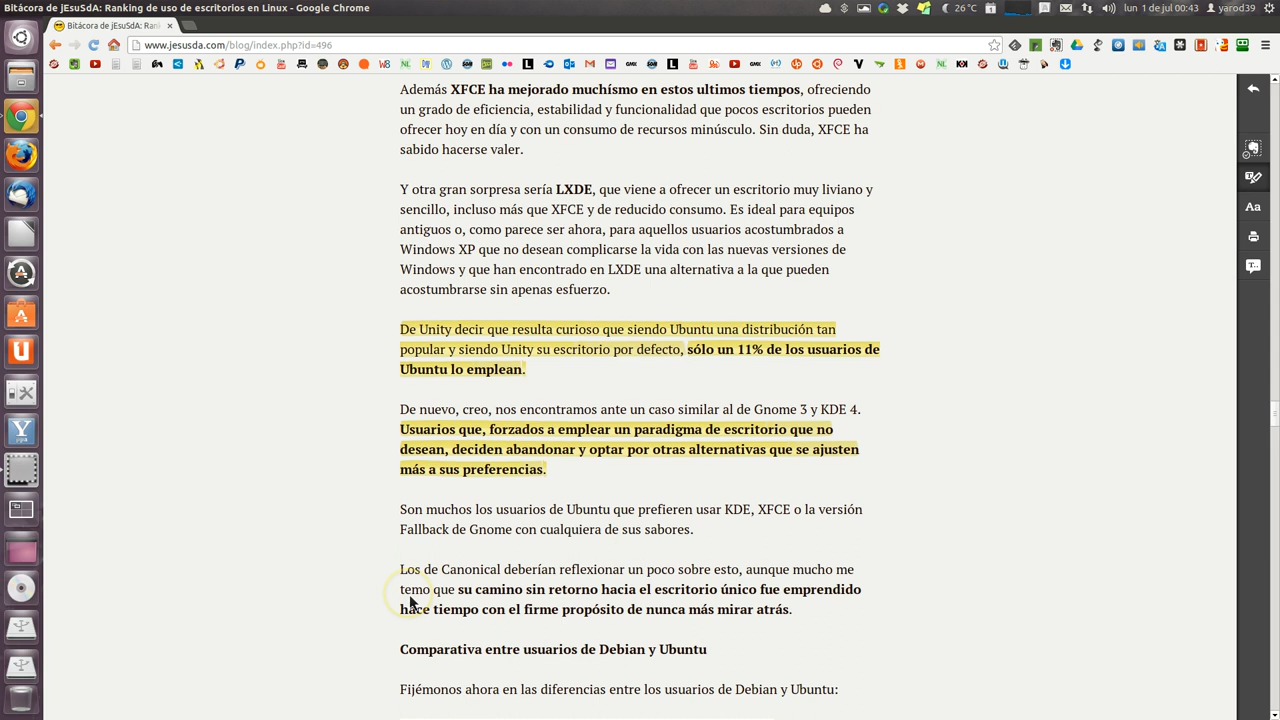 Bitácora de jEsuSdA: Ranking de uso de escritorios en Linux - Google Chrome
26°C
lun 1 de jul 00:43
yarod39
Bitácora de jEsuSdA: Ran
www.jesusda.com/blog/index.php?id=496
Además XFCE ha mejorado muchísmo en estos ultimos tiempos, ofreciendo
un grado de eficiencia, estabilidad y funcionalidad que pocos escritorios pueden
ofrecer hoy en día y con un consumo de recursos minúsculo. Sin duda, XFCE ha
sabido hacerse valer.
Y otra gran sorpresa sería LXDE, que viene a ofrecer un escritorio muy liviano y
sencillo, incluso más que XFCE y de reducido consumo. Es ideal para equipos
antiguos o, como parece ser ahora, para aquellos usuarios acostumbrados a
Windows XP que no desean complicarse la vida con las nuevas versiones de
Windows y que han encontrado en LXDE una alternativa a la que pueden
acostumbrarse sin apenas esfuerzo.
De Unity decir que resulta curioso que siendo Ubuntu una distribución tan
popular y siendo Unity su escritorio por defecto, sólo un 11% de los usuarios de
Ubuntu lo emplean.
De nuevo, creo, nos encontramos ante un caso similar al de Gnome 3 y KDE 4.
Usuarios que, forzados a emplear un paradigma de escritorio que no
desean, deciden abandonar y optar por otras alternativas que se ajusten
más a sus preferencias.
Son muchos los usuarios de Ubuntu que prefieren usar KDE, XFCE o la versión
Fallback de Gnome con cualquiera de sus sabores.
Los de Canonical deberían reflexionar un poco sobre esto, aunque mucho me
temo que su camino sin retorno hacia el escritorio único fue emprendido
hace tiempo con el firme propósito de nunca más mirar atrás.
Comparativa entre usuarios de Debian y Ubuntu
Fijémonos ahora en las diferencias entre los usuarios de Debian y Ubuntu:
Aa